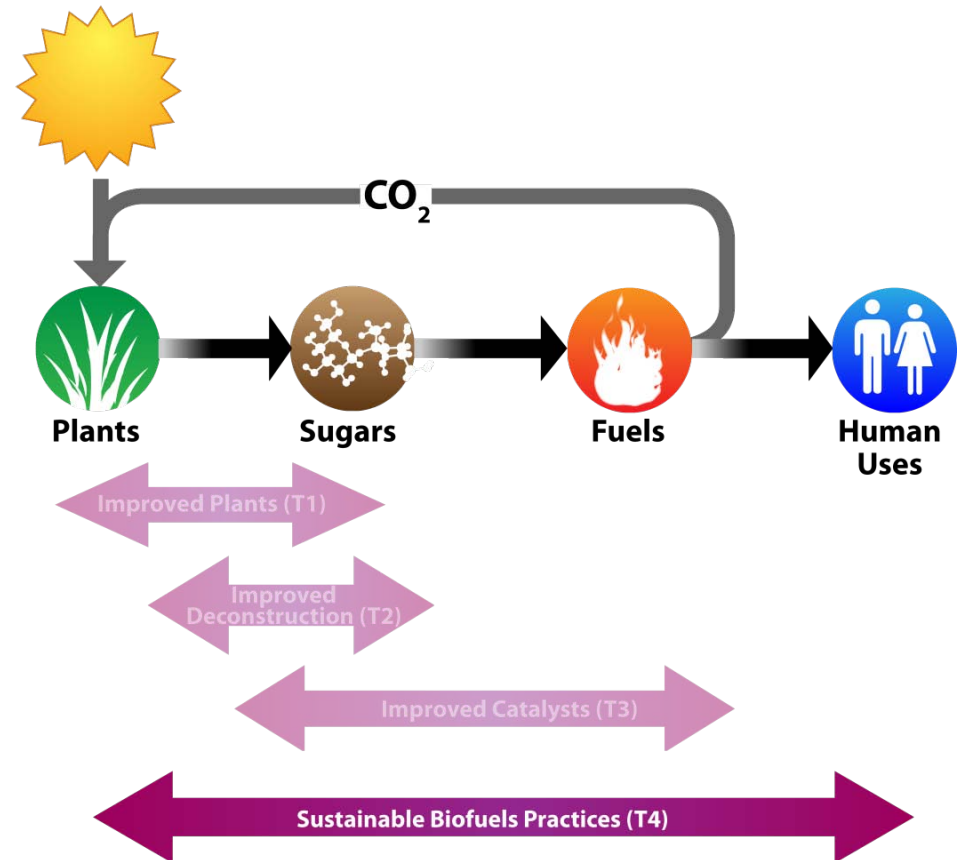 CO₂
Plants
Sugars
Fuels
Human
Uses
Improved Plants (T1)
Improved
Deconstruction (T2)
Improved Catalysts (T3)
Sustainable Biofuels Practices (T4)